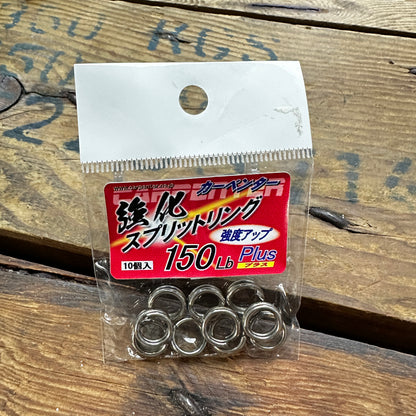 CARPENTER
カーペンター
強化
スプリットリング
強度アップ
10個入
150Lb
Plus
プラス